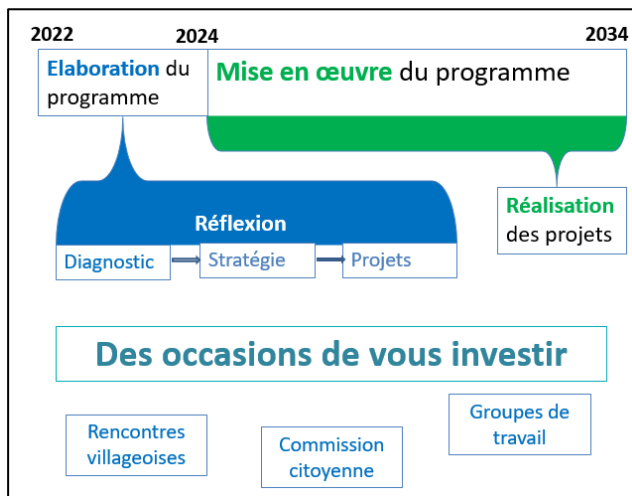 2022
2024
2034
Elaboration du
programme
Mise en œuvre du programme
Réflexion
Diagnostic
Stratégie
Projets
Réalisation
des projets
Des occasions de vous investir
Rencontres
villageoises
Commission
citoyenne
Groupes de
travail